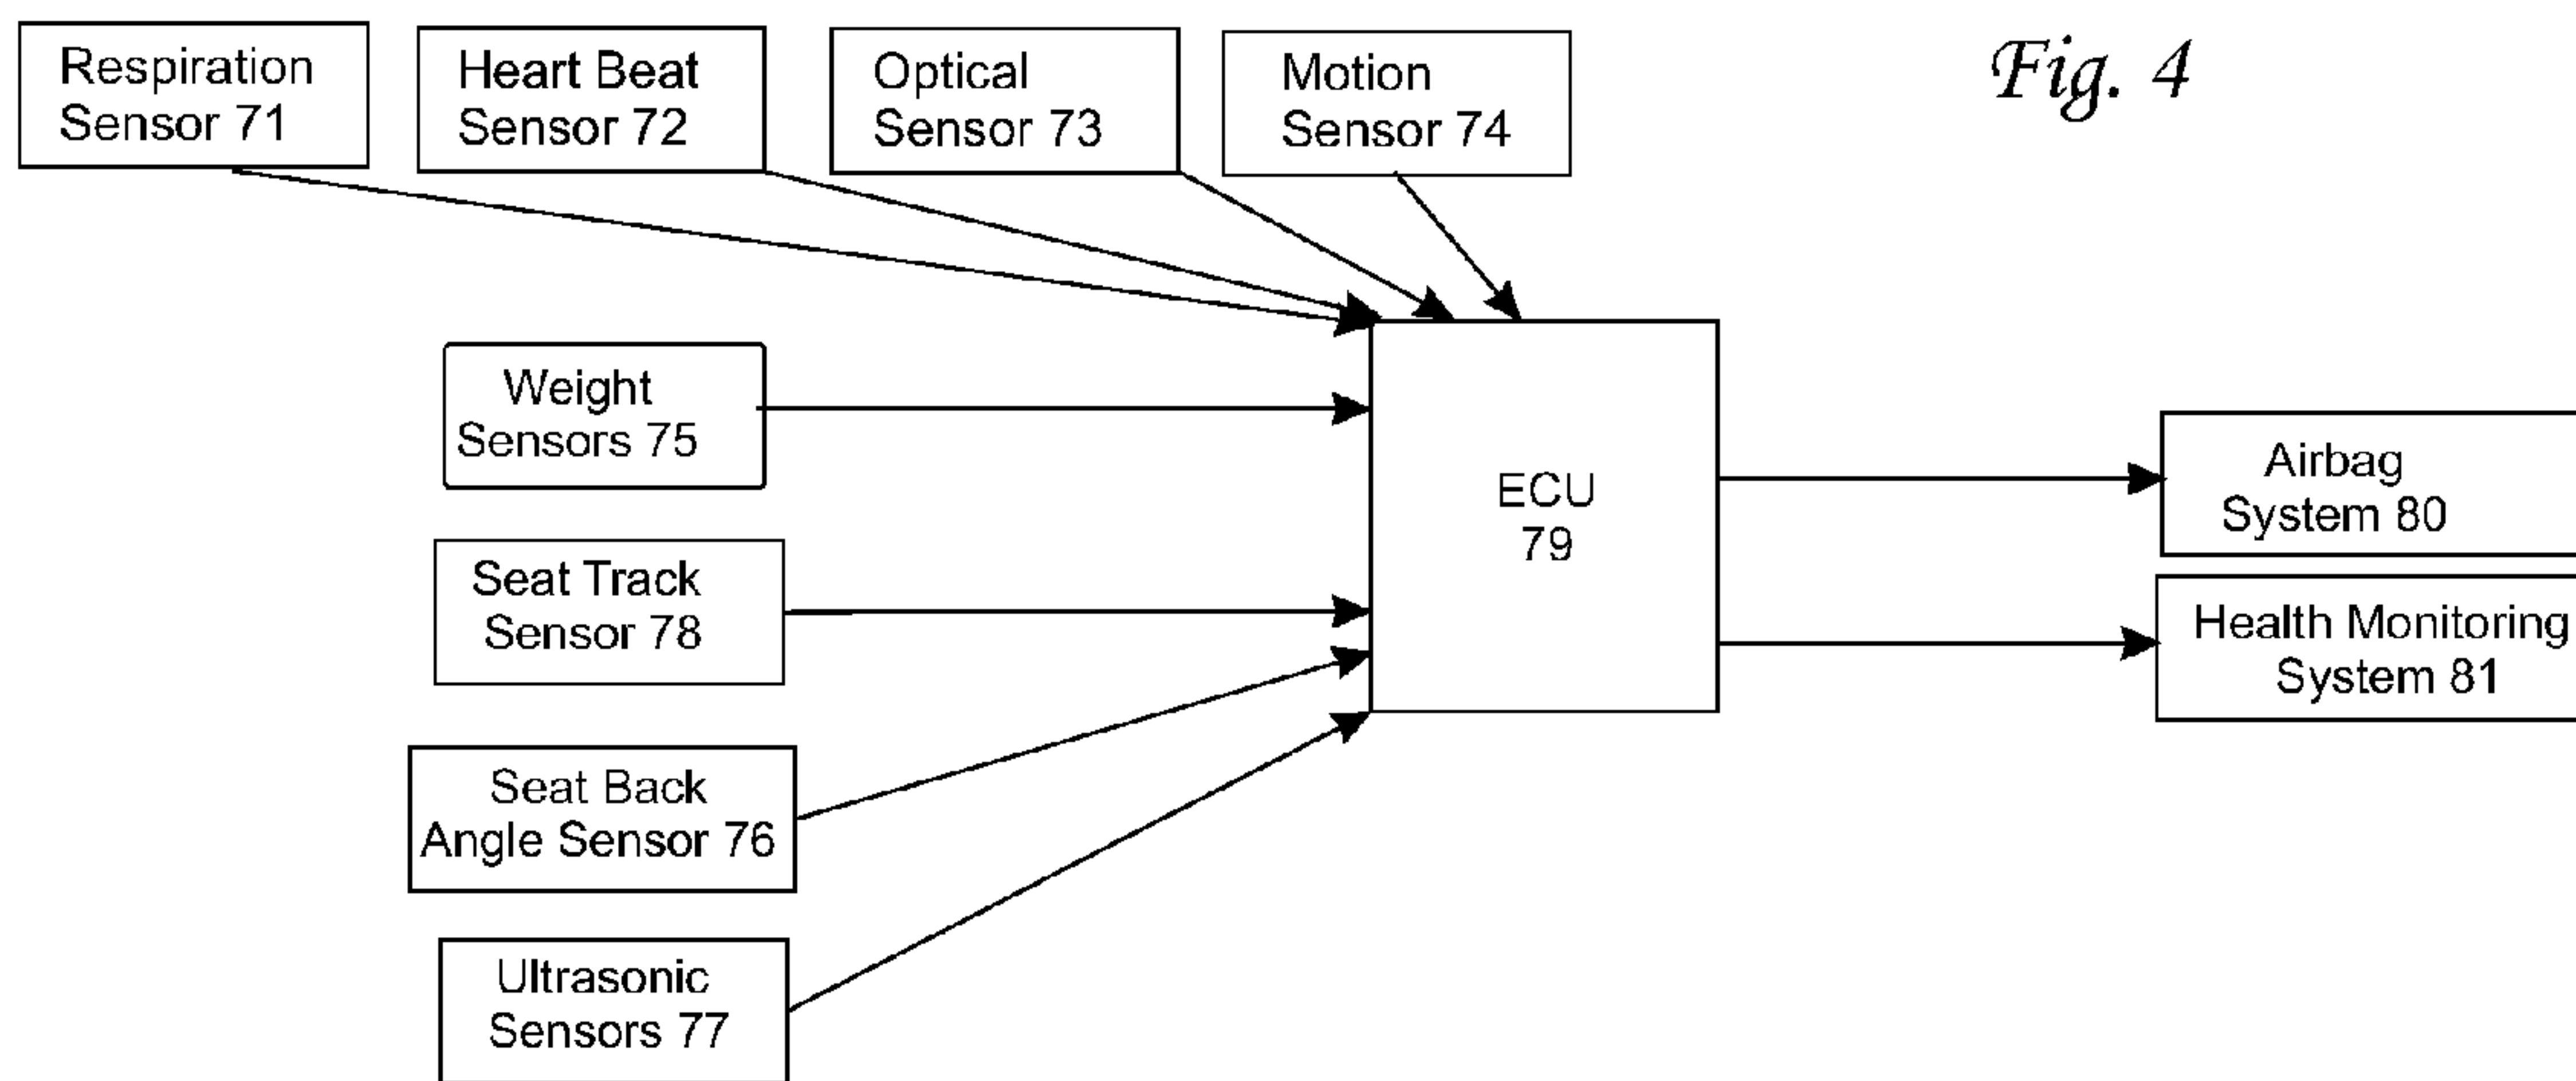 Respiration
Sensor 71
Heart Beat
Sensor 72
Optical
Sensor 73
Motion
Sensor 74
Fig. 4
Weight
Sensors 75
Seat Track
Sensor 78
Seat Back
Angle Sensor 76
Ultrasonic
Sensors 77
ECU
79
Airbag
System 80
Health Monitoring
System 81